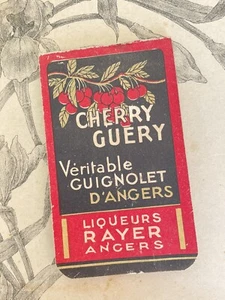 CHERRY
GUÉRY
Véritable
GUIGNOLET
D'ANGERS
LIQUEURS
RAYER
ANGERS